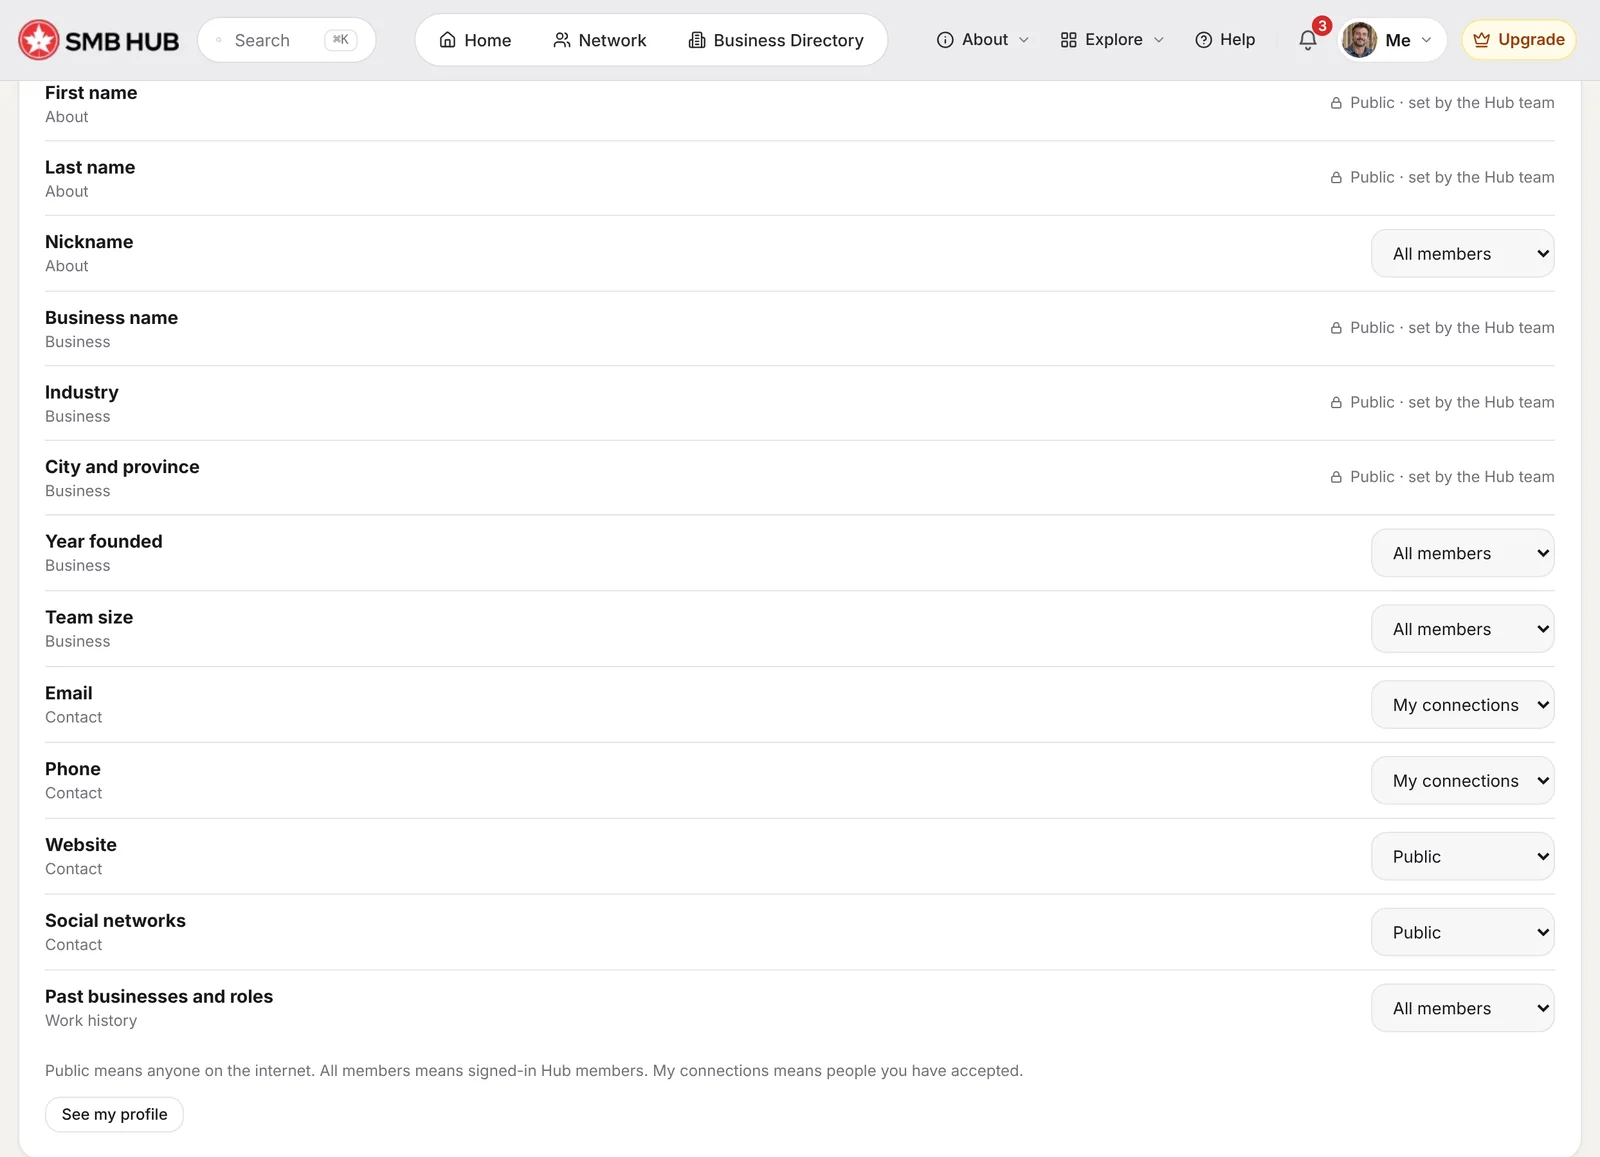 SMB HUB
Search ⌘K
Home
Network
Business Directory
About
Explore
Help
3
Me
Upgrade
First name
About
Public · set by the Hub team
Last name
About
Public · set by the Hub team
Nickname
About
All members
Business name
Business
Public · set by the Hub team
Industry
Business
Public · set by the Hub team
City and province
Business
Public · set by the Hub team
Year founded
Business
All members
Team size
Business
All members
Email
Contact
My connections
Phone
Contact
My connections
Website
Contact
Public
Social networks
Contact
Public
Past businesses and roles
Work history
All members
Public means anyone on the internet. All members means signed-in Hub members. My connections means people you have accepted.
See my profile